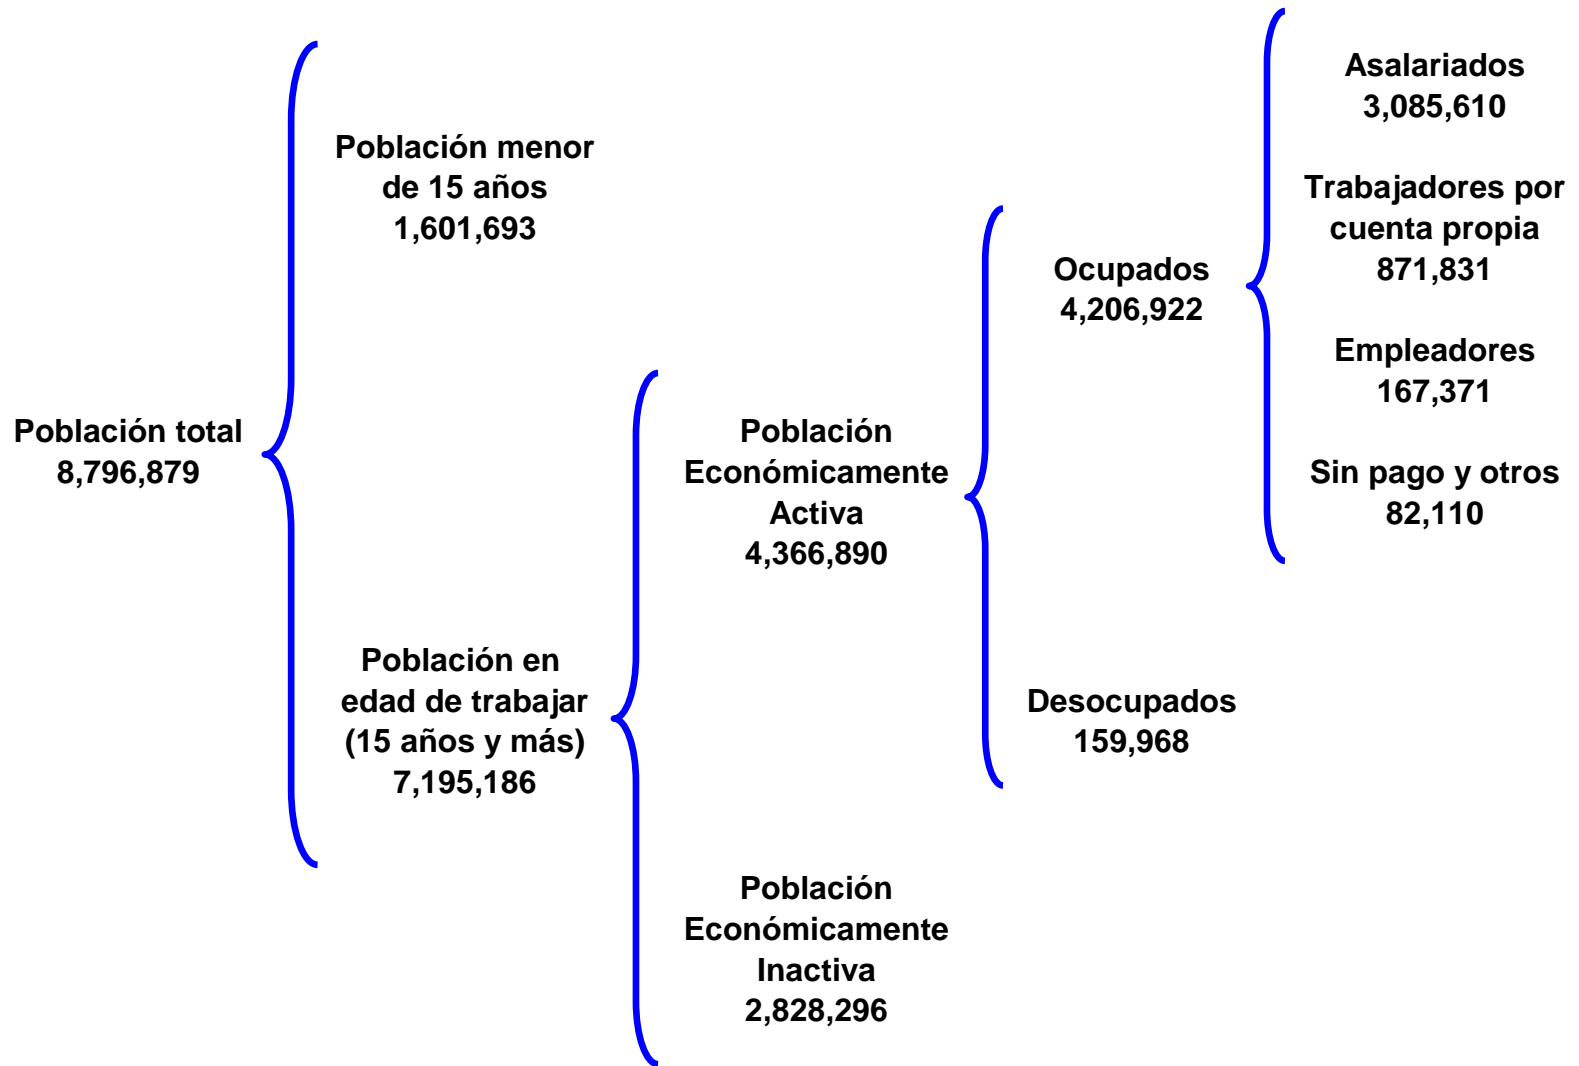 Población total
8,796,879
Población menor
de 15 años
1,601,693
Población en
edad de trabajar
(15 años y más)
7,195,186
Población
Económicamente
Activa
4,366,890
Población
Económicamente
Inactiva
2,828,296
Ocupados
4,206,922
Desocupados
159,968
Asalariados
3,085,610
Trabajadores por
cuenta propia
871,831
Empleadores
167,371
Sin pago y otros
82,110